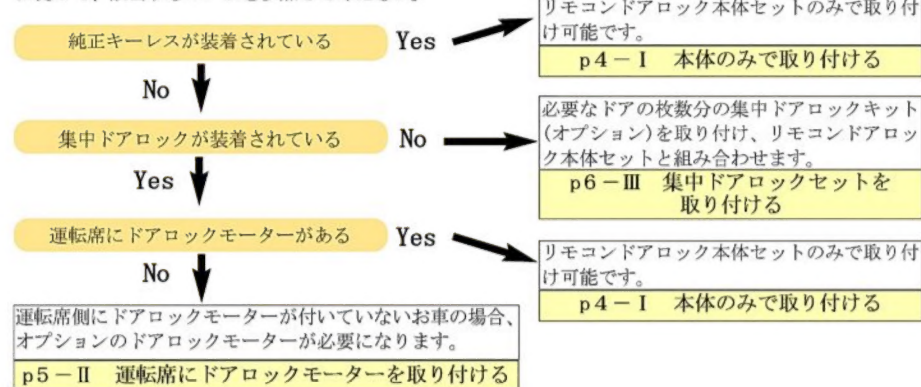 純正キーレスが装着されている
Yes
リモコンドアロック本体セットのみで取り付
け可能です。
p4－Ⅰ 本体のみで取り付ける
No
集中ドアロックが装着されている
No
必要なドアの枚数分の集中ドアロックキット
(オプション)を取り付け、リモコンドアロッ
ク本体セットと組み合わせます。
p6－Ⅲ 集中ドアロックセットを
取り付ける
Yes
運転席にドアロックモーターがある
Yes
リモコンドアロック本体セットのみで取り付
け可能です。
p4－Ⅰ 本体のみで取り付ける
No
運転席側にドアロックモーターが付いていないお車の場合、
オプションのドアロックモーターが必要になります。
p5－Ⅱ 運転席にドアロックモーターを取り付ける